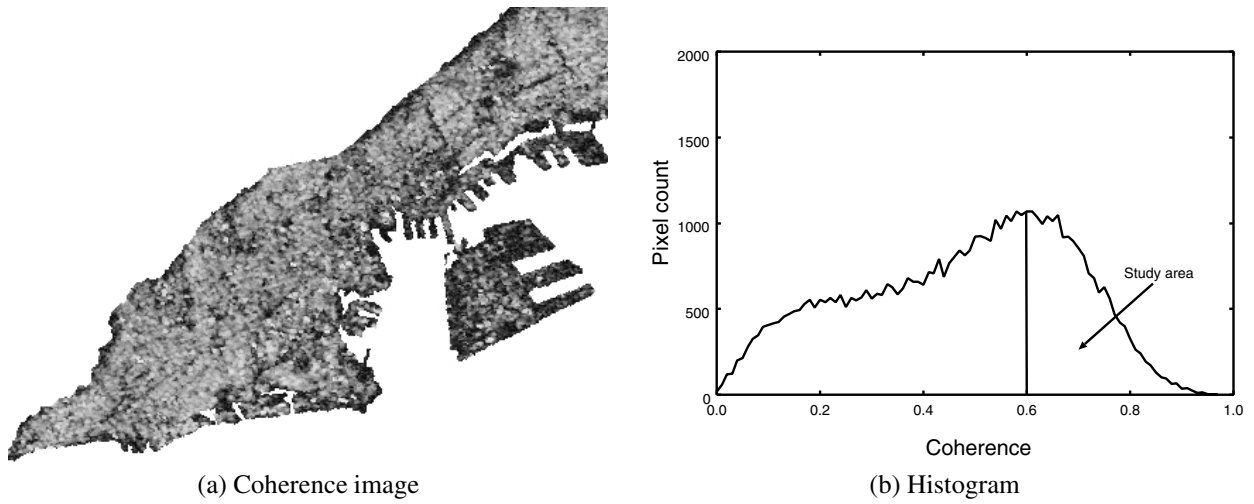 2000
1500
1000
500
0
Pixel count
Study area
0.0 0.2 0.4 0.6 0.8 1.0
Coherence
(a) Coherence image
(b) Histogram